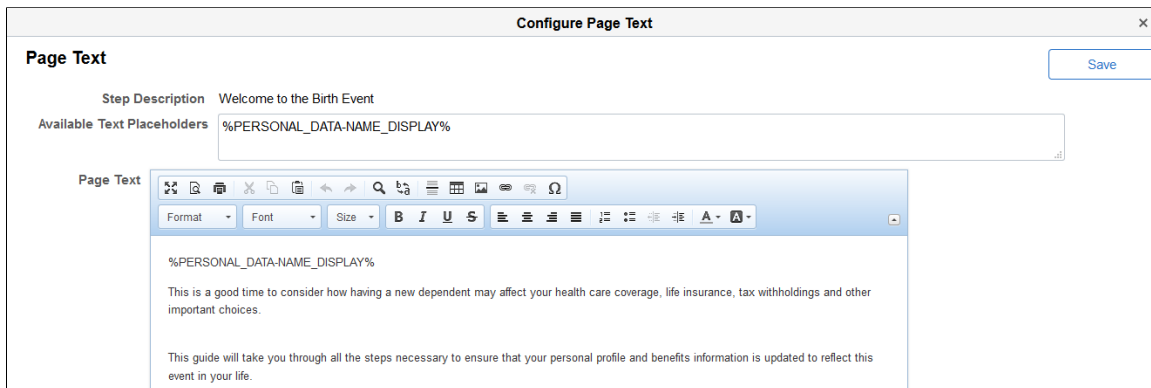 Configure Page Text ×
Page Text
Save
Step Description Welcome to the Birth Event
Available Text Placeholders %PERSONAL_DATA-NAME_DISPLAY%
Page Text
Format Font Size B I U S A A
%PERSONAL_DATA-NAME_DISPLAY%
This is a good time to consider how having a new dependent may affect your health care coverage, life insurance, tax withholdings and other
important choices.
This guide will take you through all the steps necessary to ensure that your personal profile and benefits information is updated to reflect this
event in your life.